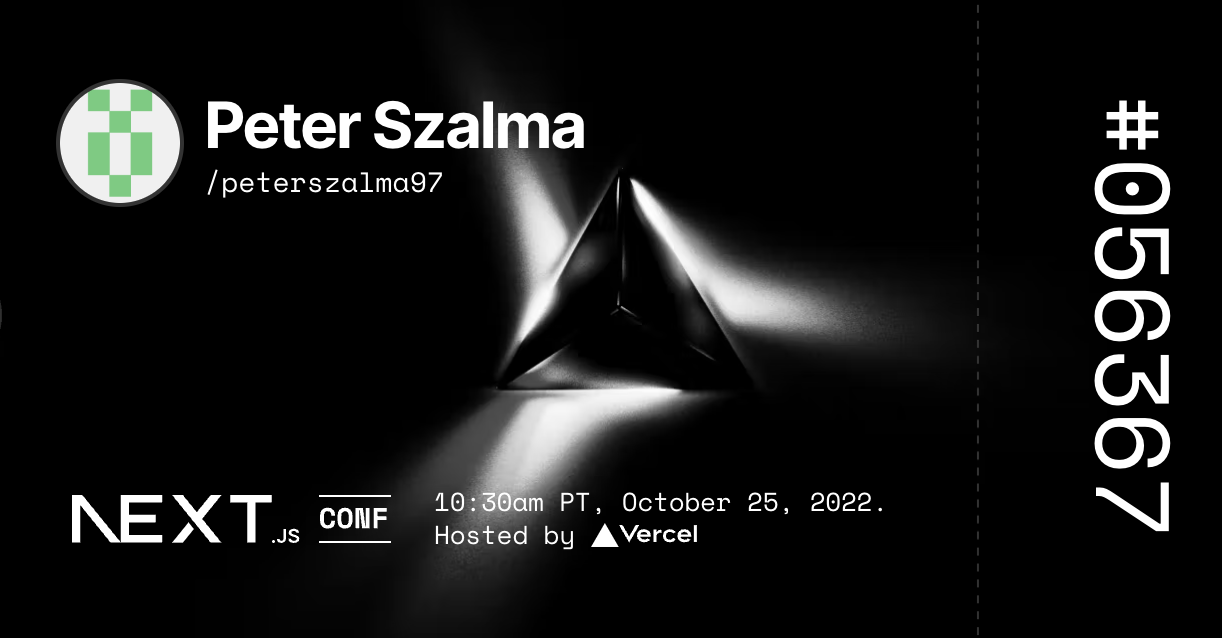 Peter Szalma
/peterszalma97
NEXT.JS CONF
10:30am PT, October 25, 2022.
Hosted by Vercel
#056367